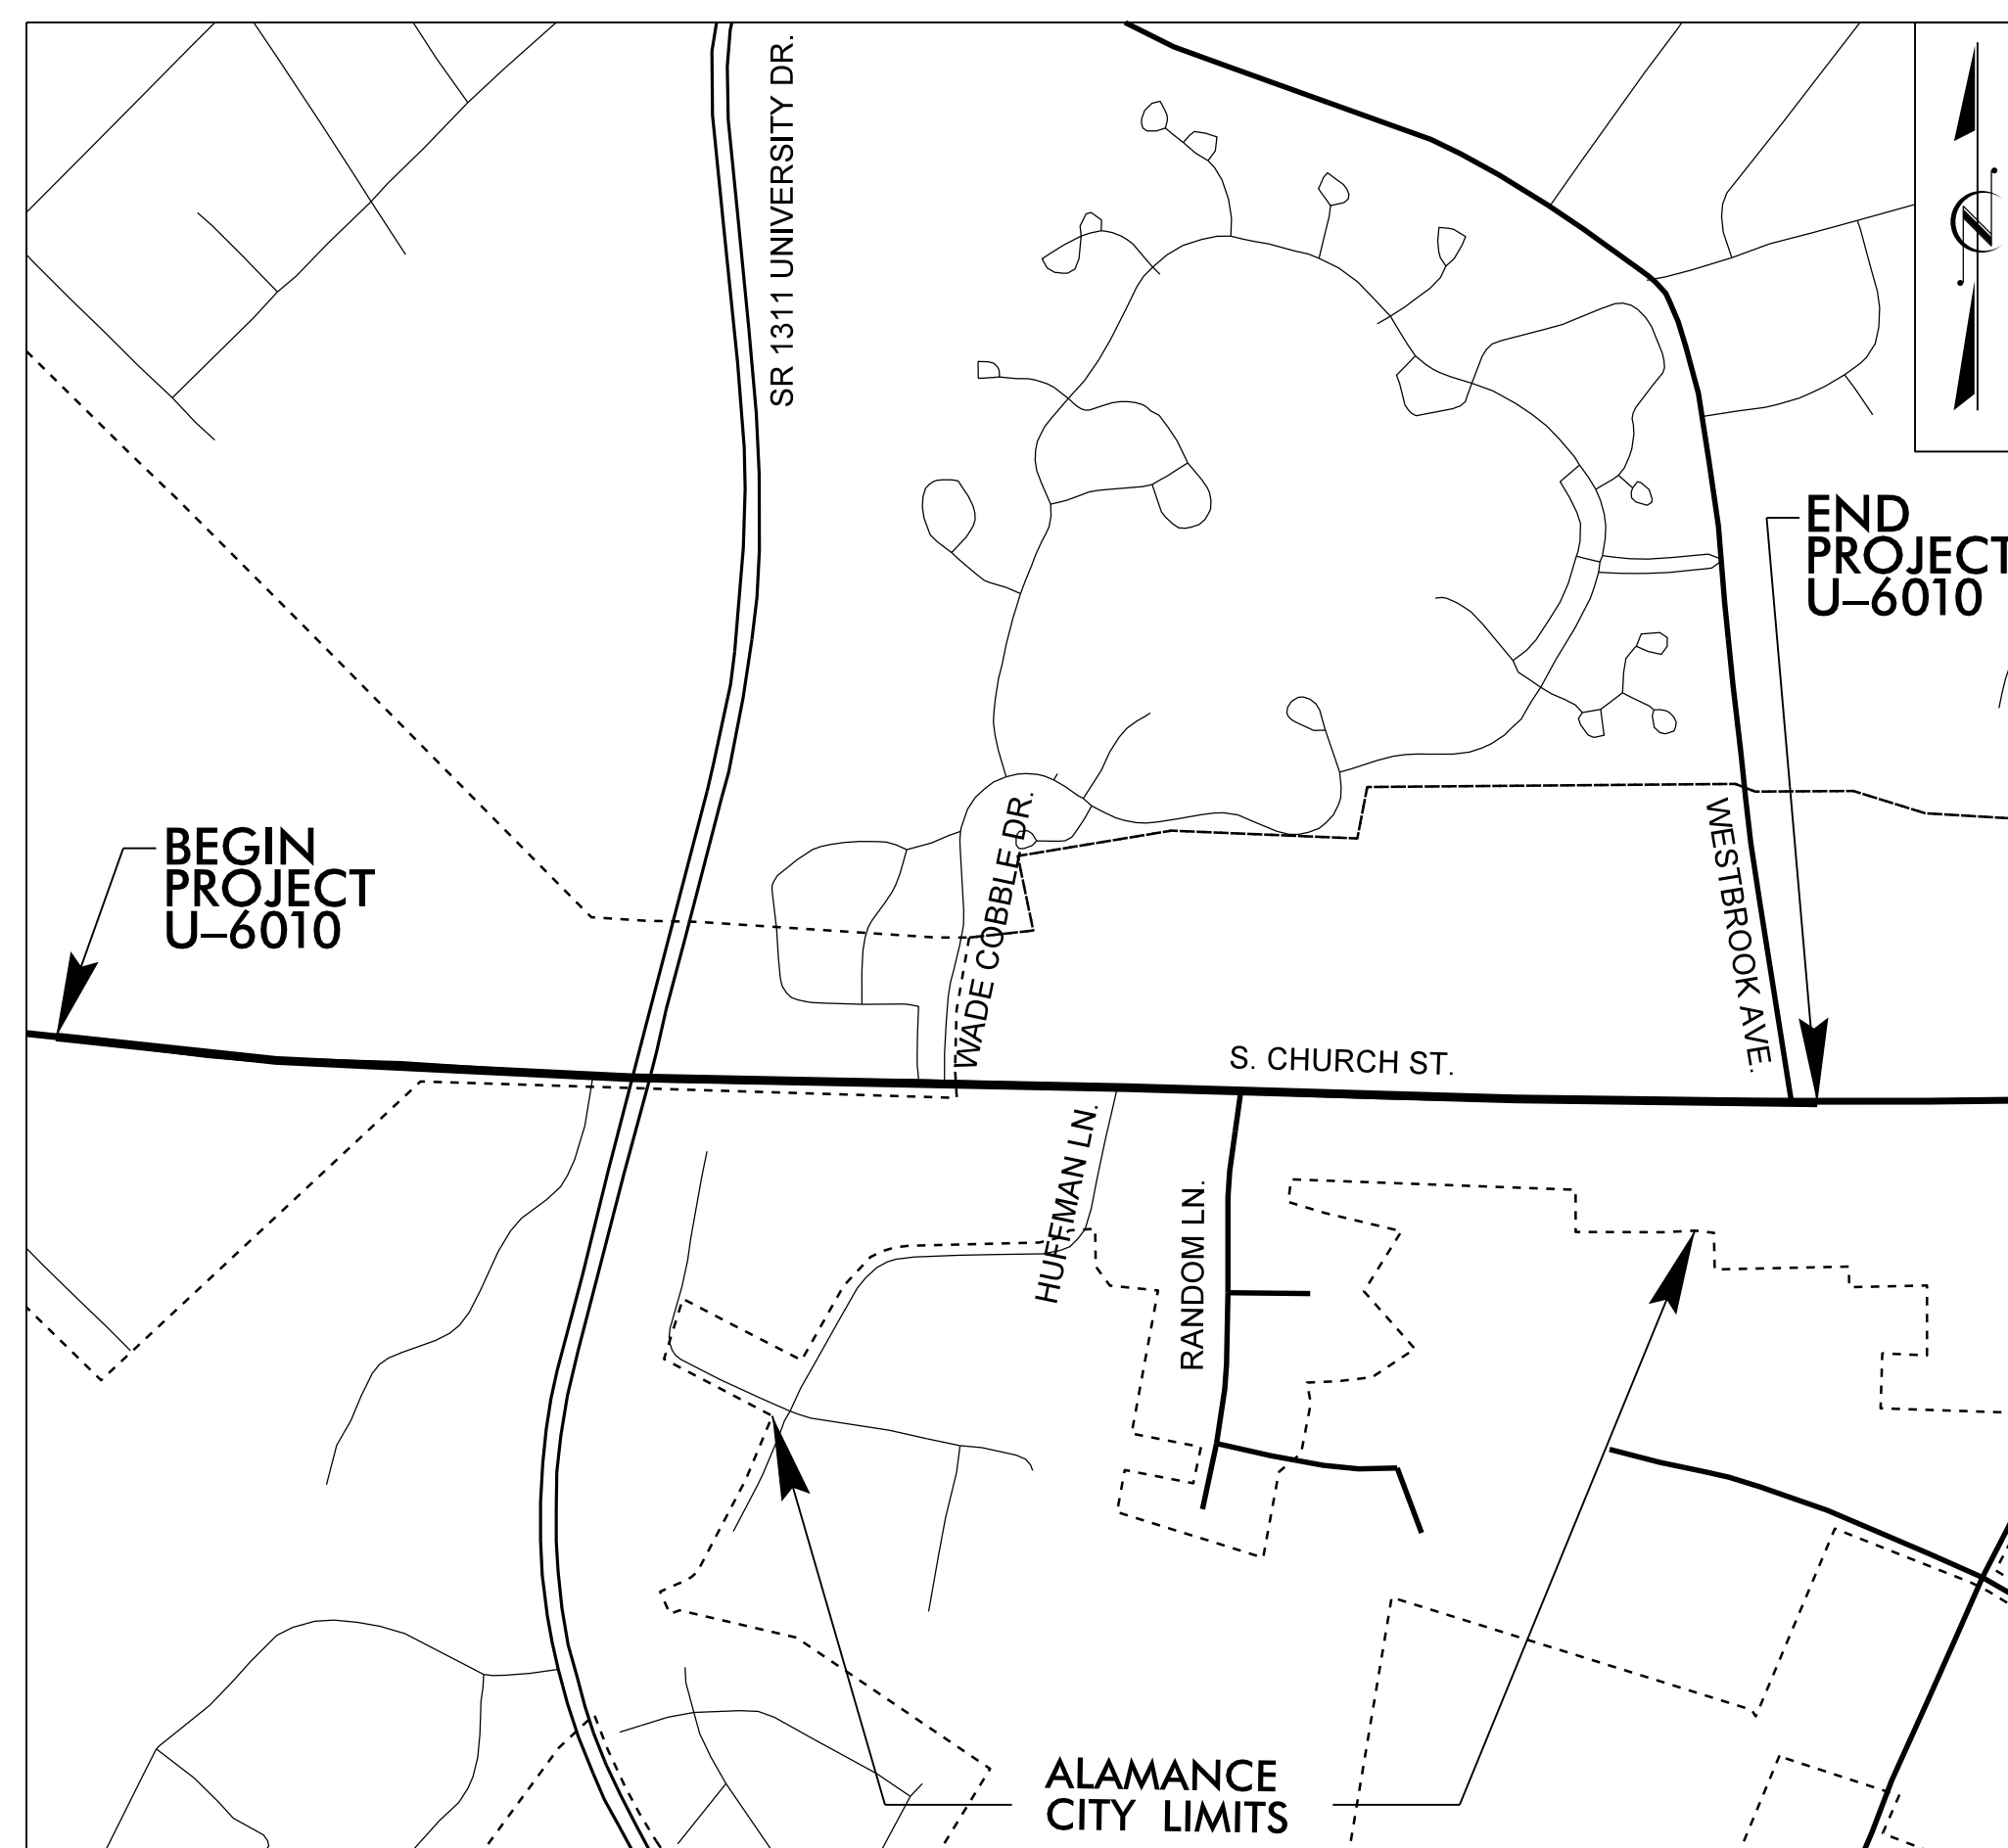 SR 1311 UNIVERSITY DR.
N
END
PROJECT
U–6010
BEGIN
PROJECT
U–6010
WADE COBBLE DR.
WESTBROOK AVE.
S. CHURCH ST.
HUFFMAN LN.
RANDOM LN.
ALAMANCE
CITY LIMITS